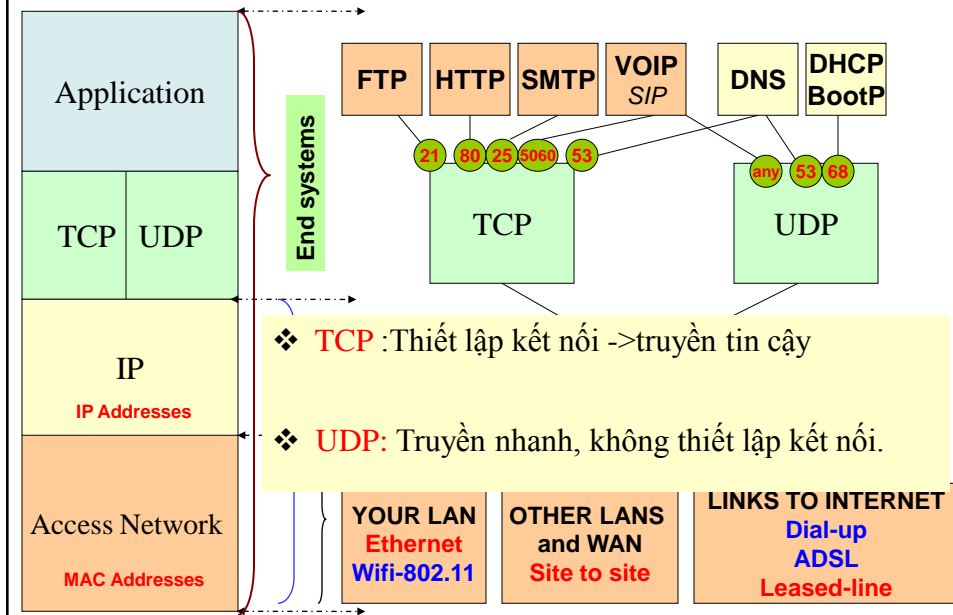 Application
TCP
UDP
IP
IP Addresses
Access Network
MAC Addresses
End systems
FTP
HTTP
SMTP
VOIP
SIP
DNS
DHCP
BootP
21
80
25
5060
53
any
53
68
TCP
UDP
❖ TCP :Thiết lập kết nối ->truyền tin cậy
❖ UDP: Truyền nhanh, không thiết lập kết nối.
YOUR LAN
Ethernet
Wifi-802.11
OTHER LANS
and WAN
Site to site
LINKS TO INTERNET
Dial-up
ADSL
Leased-line